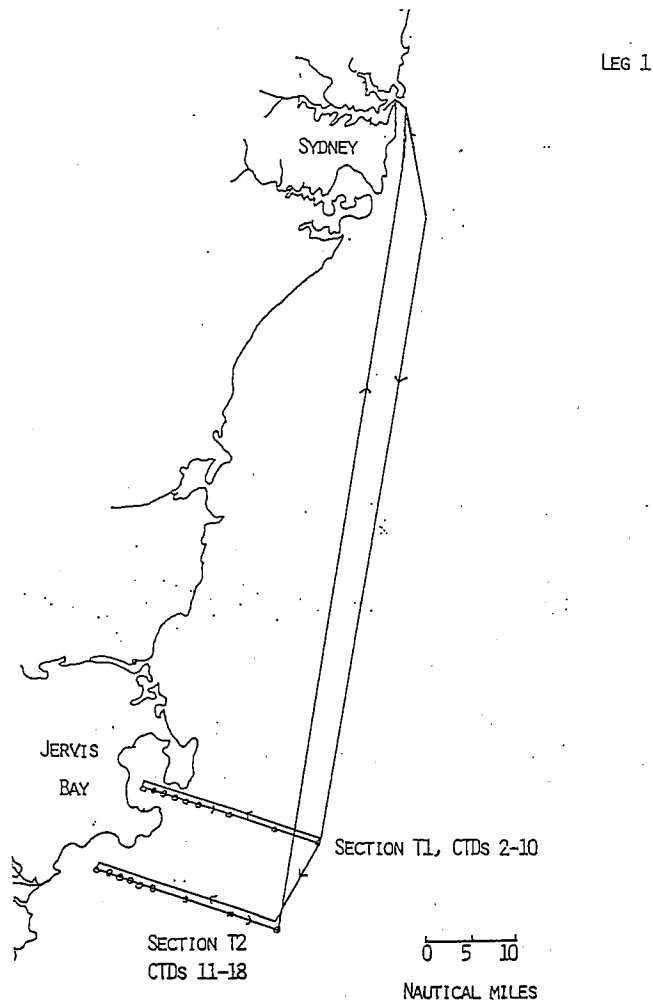 LEG 1
SYDNEY
JERVIS
BAY
SECTION T1, CTDs 2-10
SECTION T2
CTDs 11-18
0 5 10
NAUTICAL MILES